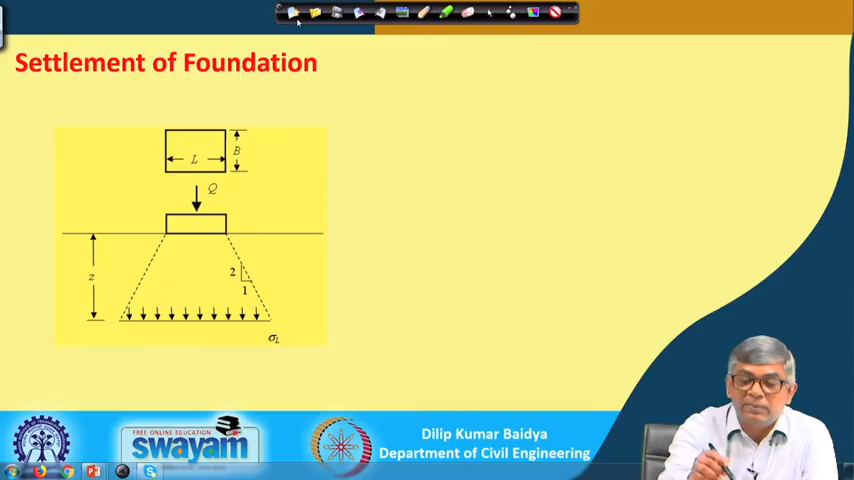 Settlement of Foundation
L
B
Q
z
2
1
σL
FREE ONLINE EDUCATION
swayam
Dilip Kumar Baidya
Department of Civil Engineering